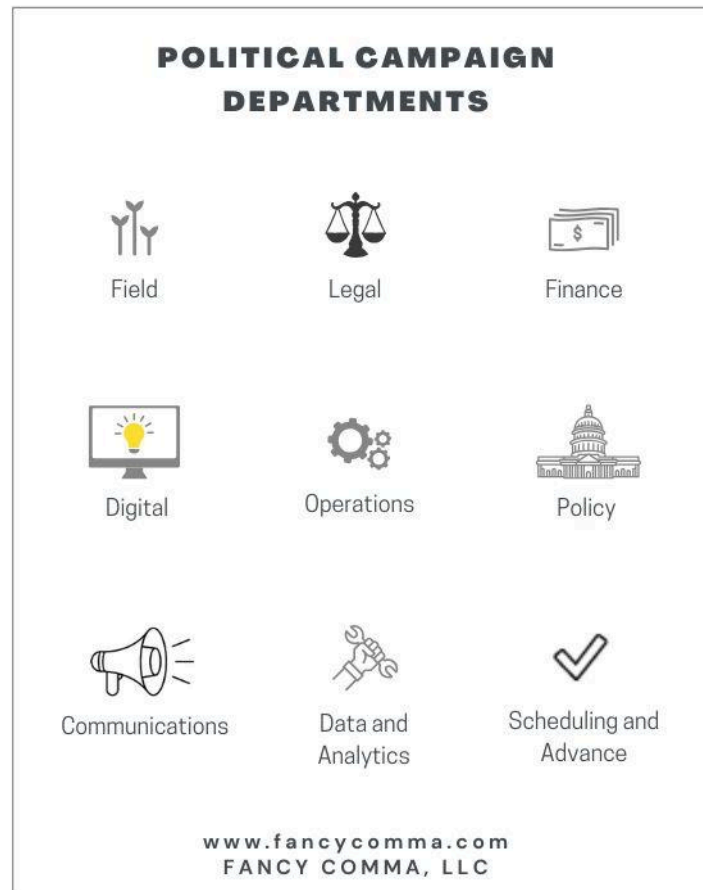 POLITICAL CAMPAIGN
DEPARTMENTS
$
Field
Legal
Finance
Digital
Operations
Policy
Communications
Data and
Analytics
Scheduling and
Advance
www.fancycomma.com
FANCY COMMA, LLC